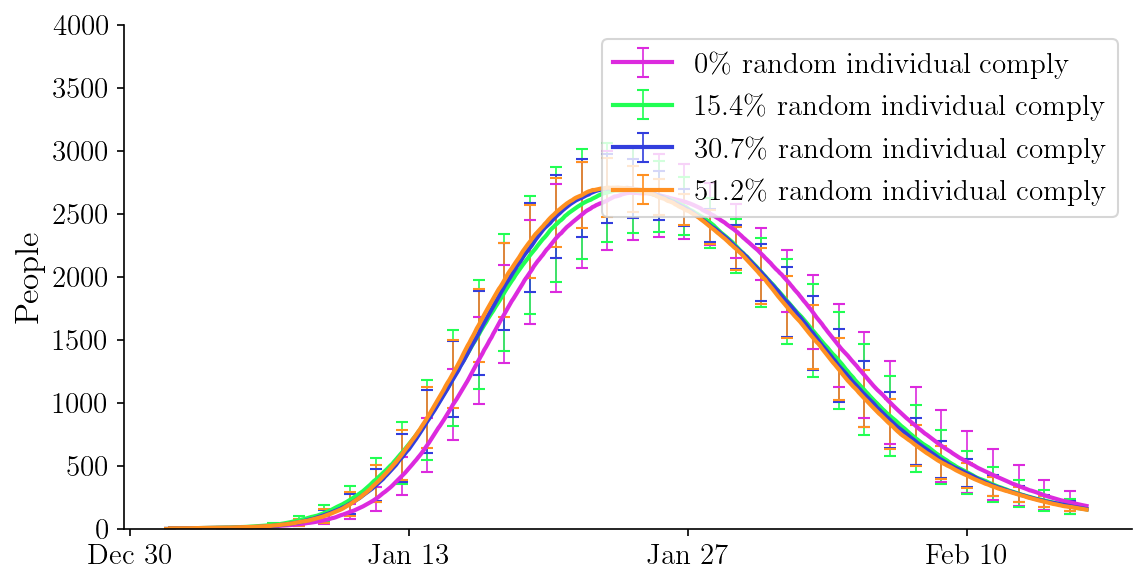 4000
3500
3000
2500
2000
1500
1000
500
0
People
0% random individual comply
15.4% random individual comply
30.7% random individual comply
51.2% random individual comply
Dec 30
Jan 13
Jan 27
Feb 10